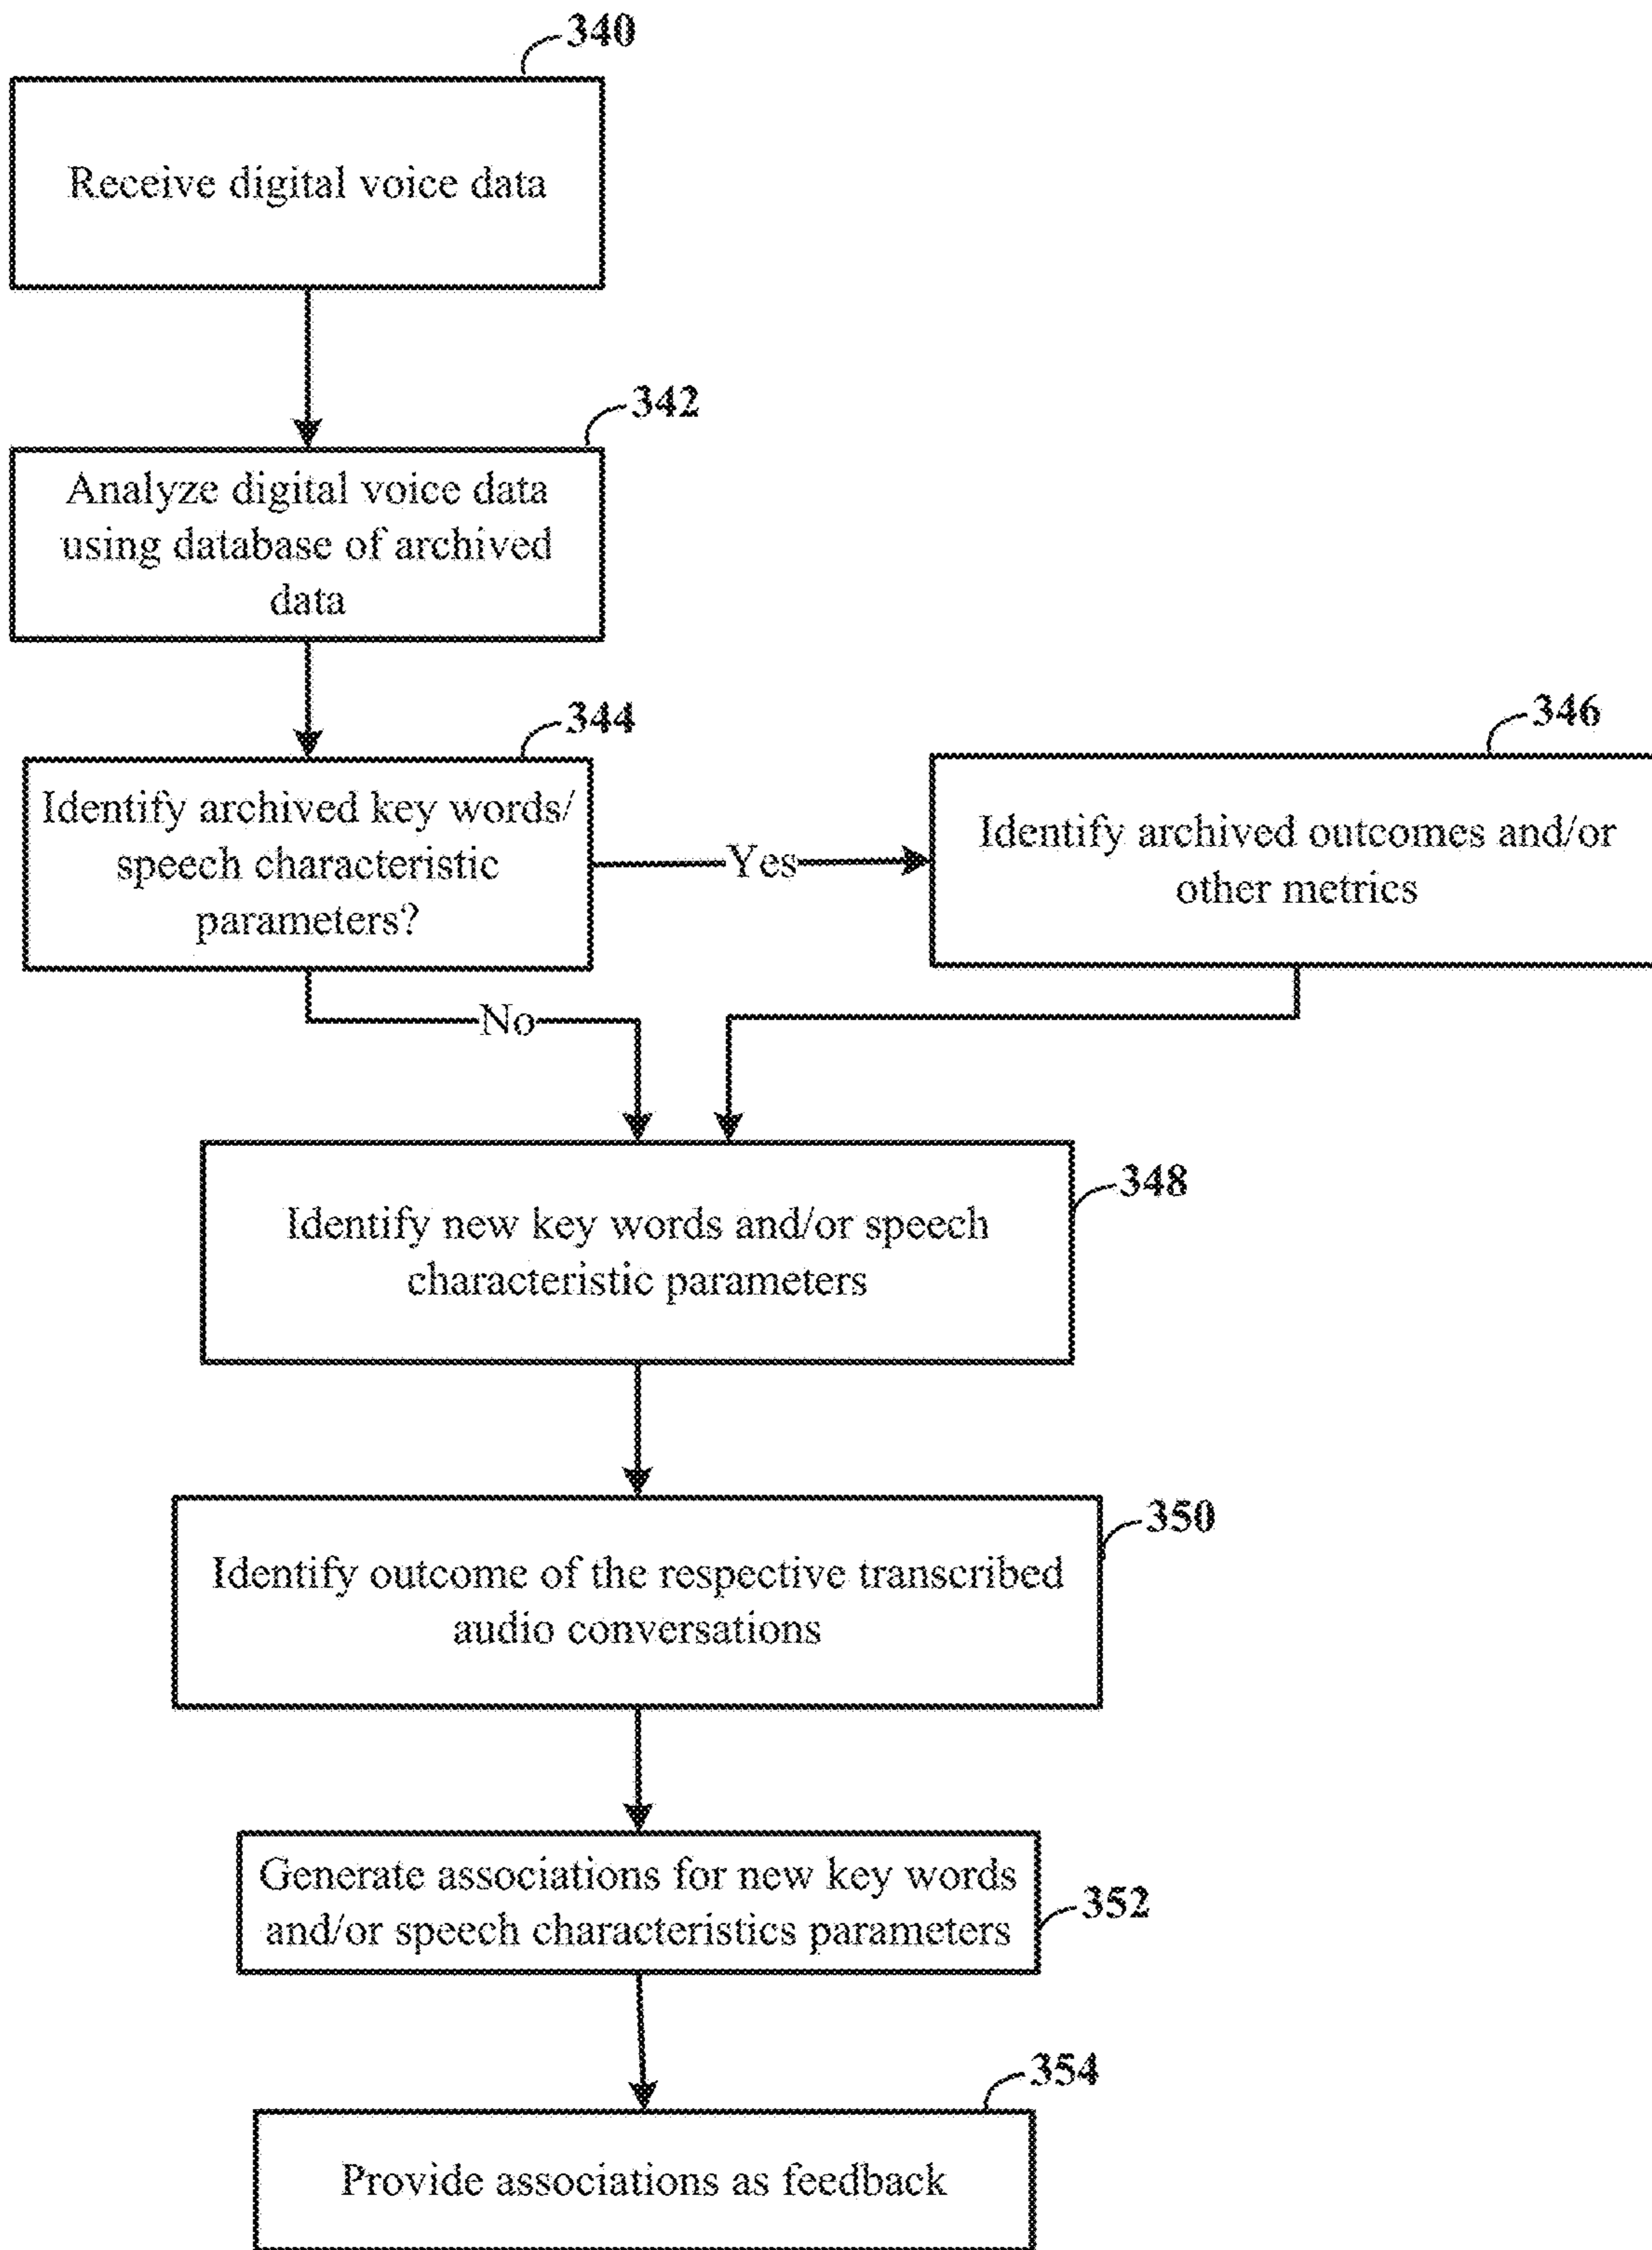 340
Receive digital voice data
342
Analyze digital voice data
using database of archived
data
344
Identify archived key words/
speech characteristic
parameters?
Yes
346
Identify archived outcomes and/or
other metrics
No
348
Identify new key words and/or speech
characteristic parameters
350
Identify outcome of the respective transcribed
audio conversations
Generate associations for new key words
and/or speech characteristics parameters
352
354
Provide associations as feedback